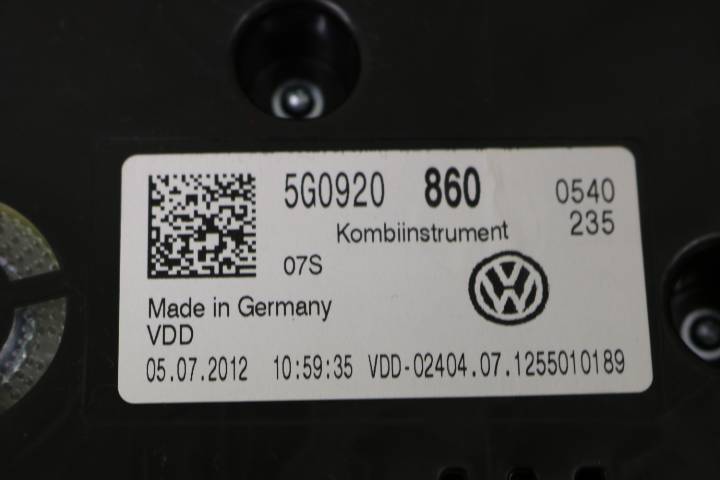 5G0920 860 0540
Kombiinstrument 235
07S
Made in Germany
VDD
05.07.2012 10:59:35 VDD-02404.07.1255010189